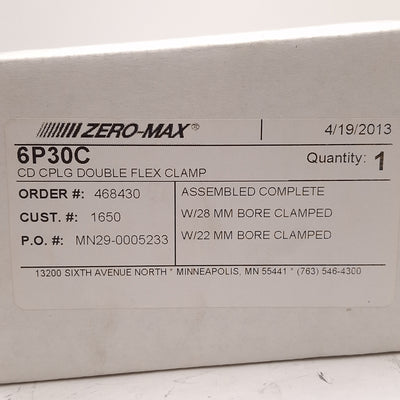 ZERO-MAX®
4/19/2013
6P30C
Quantity: 1
CD CPLG DOUBLE FLEX CLAMP
ORDER #: 468430
ASSEMBLED COMPLETE
CUST. #: 1650
W/28 MM BORE CLAMPED
P.O. #: MN29-0005233
W/22 MM BORE CLAMPED
13200 SIXTH AVENUE NORTH * MINNEAPOLIS, MN 55441 * (763) 546-4300